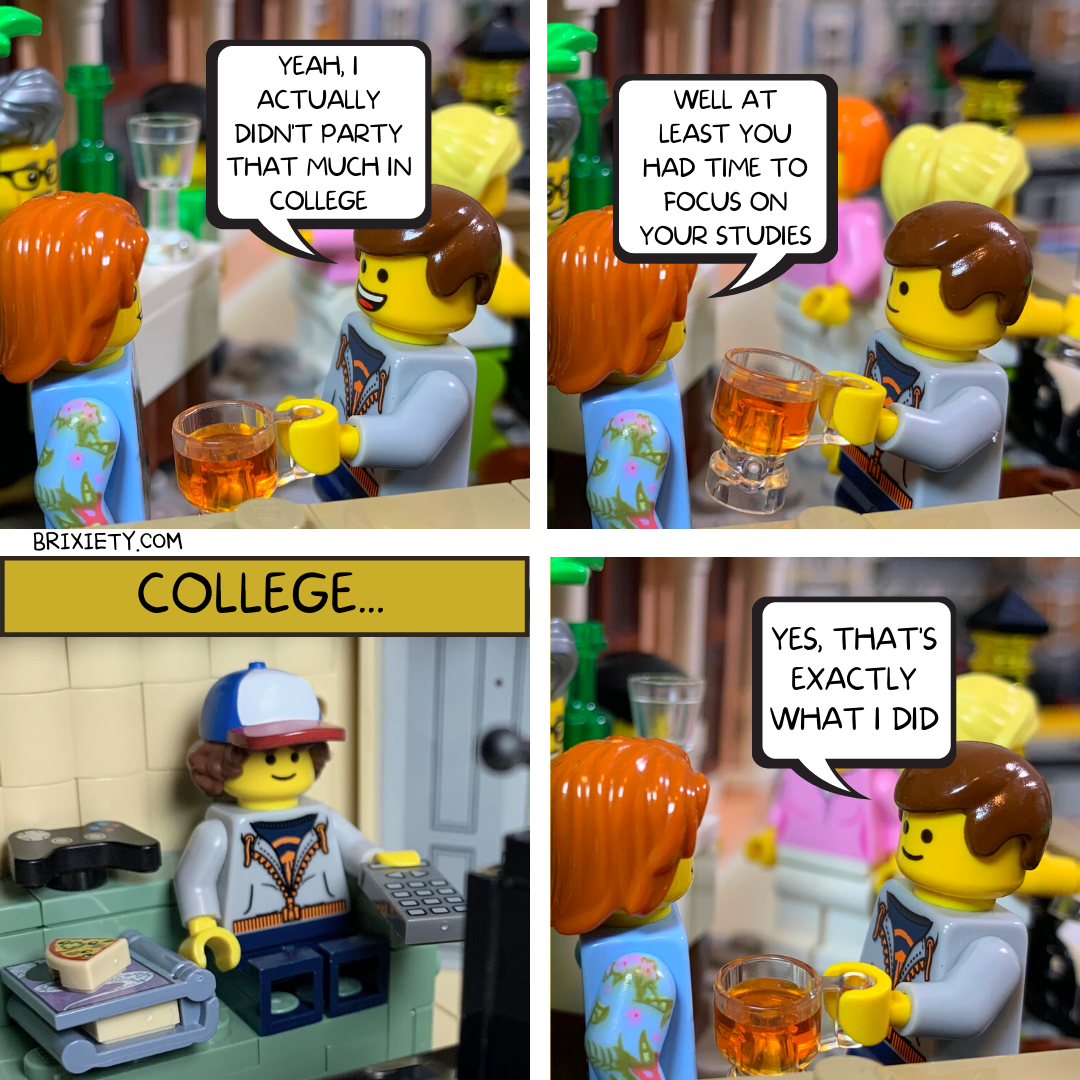 YEAH, I
ACTUALLY
DIDN'T PARTY
THAT MUCH IN
COLLEGE
WELL AT
LEAST YOU
HAD TIME TO
FOCUS ON
YOUR STUDIES
BRIXIETY.COM
COLLEGE...
YES, THAT'S
EXACTLY
WHAT I DID